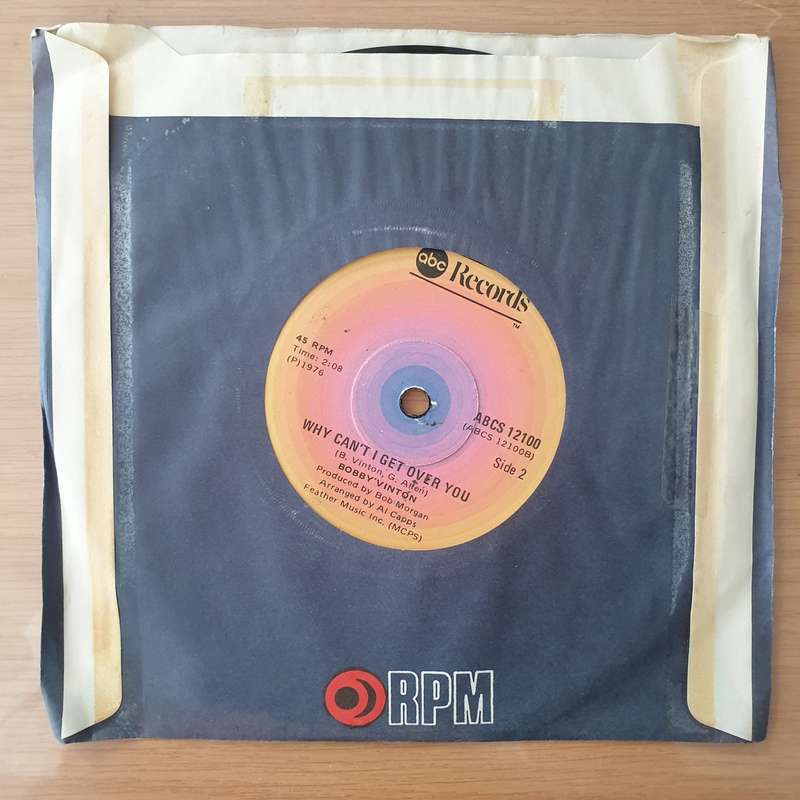 abc Records
TM
45 RPM
Time: 2:08
(P)1976
ABCS 12100
(ABCS 12100B)
Side 2
WHY CAN'T I GET OVER YOU
(B. Vinton, G. Allen)
BOBBY VINTON
Produced by Bob Morgan
Arranged by Al Capps
Feather Music Inc. (MCPS)
RPM